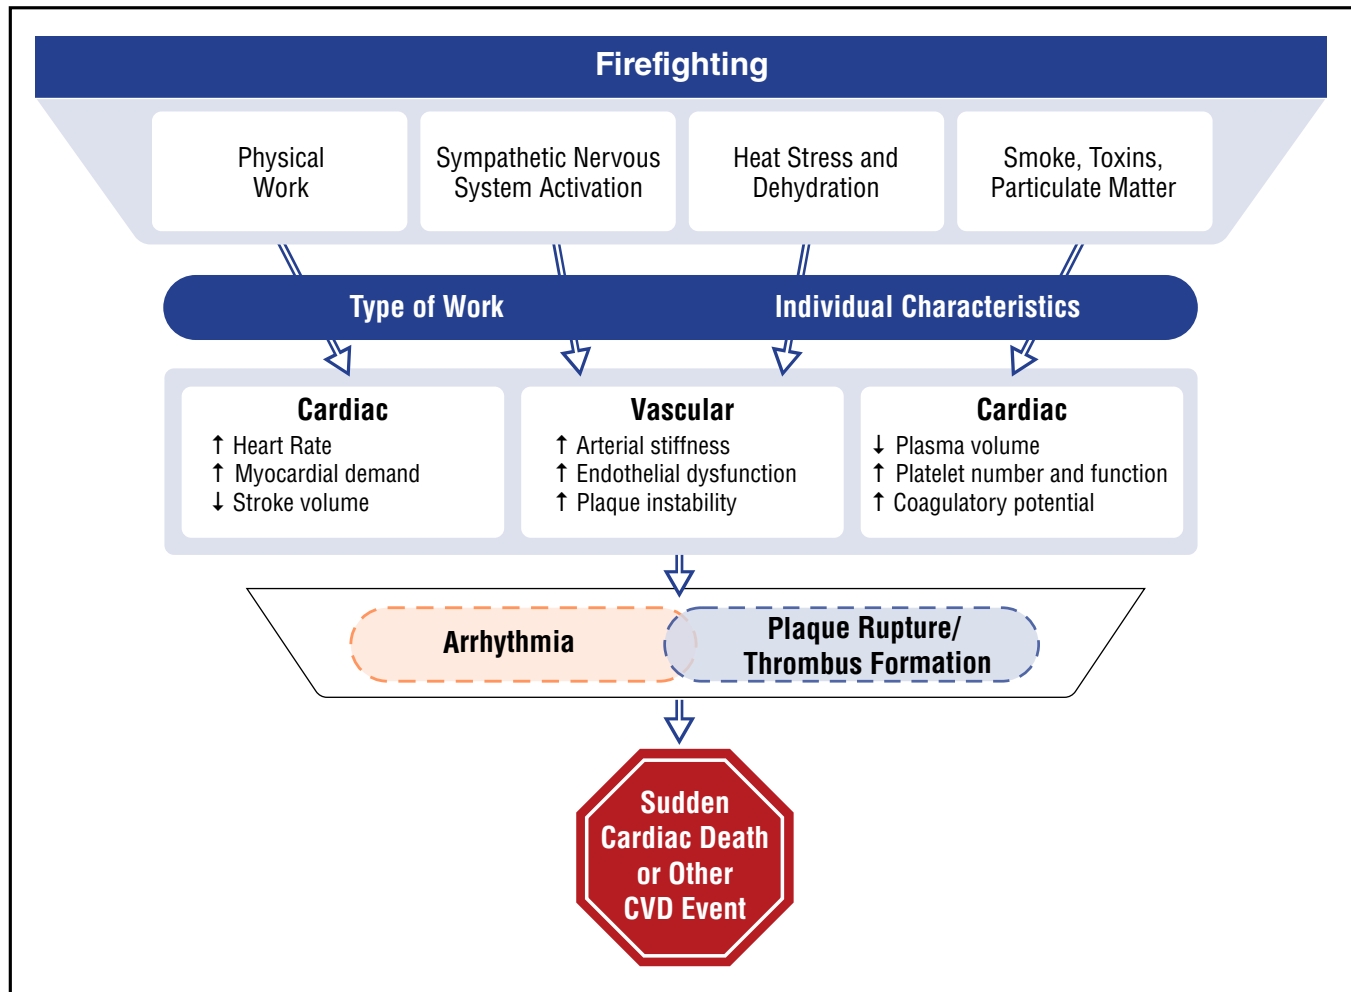 Firefighting
Physical
Work
Sympathetic Nervous
System Activation
Heat Stress and
Dehydration
Smoke, Toxins,
Particulate Matter
Type of Work
Individual Characteristics
Cardiac
↑ Heart Rate
↑ Myocardial demand
↓ Stroke volume
Vascular
↑ Arterial stiffness
↑ Endothelial dysfunction
↑ Plaque instability
Cardiac
↓ Plasma volume
↑ Platelet number and function
↑ Coagulatory potential
Arrhythmia
Plaque Rupture/
Thrombus Formation
Sudden
Cardiac Death
or Other
CVD Event